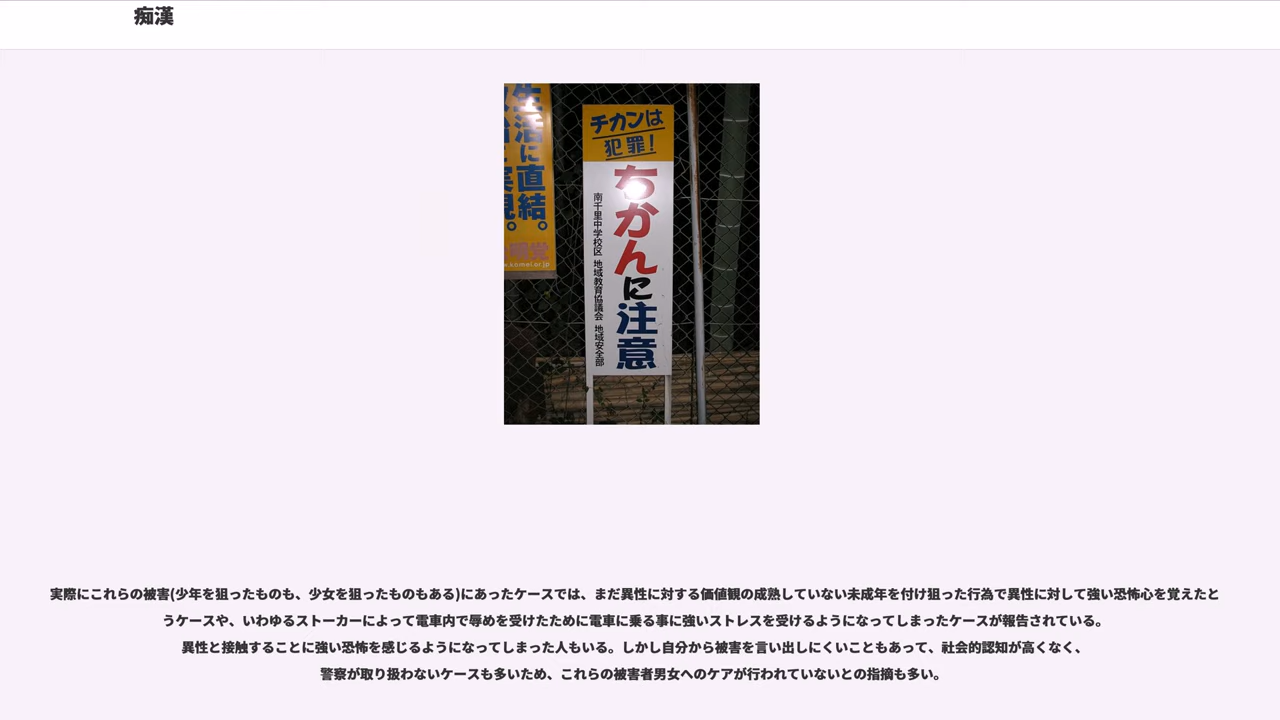 痴漢
生活に直結。
チカンは
犯罪!
ちかんに注意
南千里中学校区 地域教育協議会 地域安全部
実際にこれらの被害(少年を狙ったものも、少女を狙ったものもある)にあったケースでは、まだ異性に対する価値観の成熟していない未成年を付け狙った行為で異性に対して強い恐怖心を覚えたと
うケースや、いわゆるストーカーによって電車内で辱めを受けたために電車に乗る事に強いストレスを受けるようになってしまったケースが報告されている。
異性と接触することに強い恐怖を感じるようになってしまった人もいる。しかし自分から被害を言い出しにくいこともあって、社会的認知が高くなく、
警察が取り扱わないケースも多いため、これらの被害者男女へのケアが行われていないとの指摘も多い。